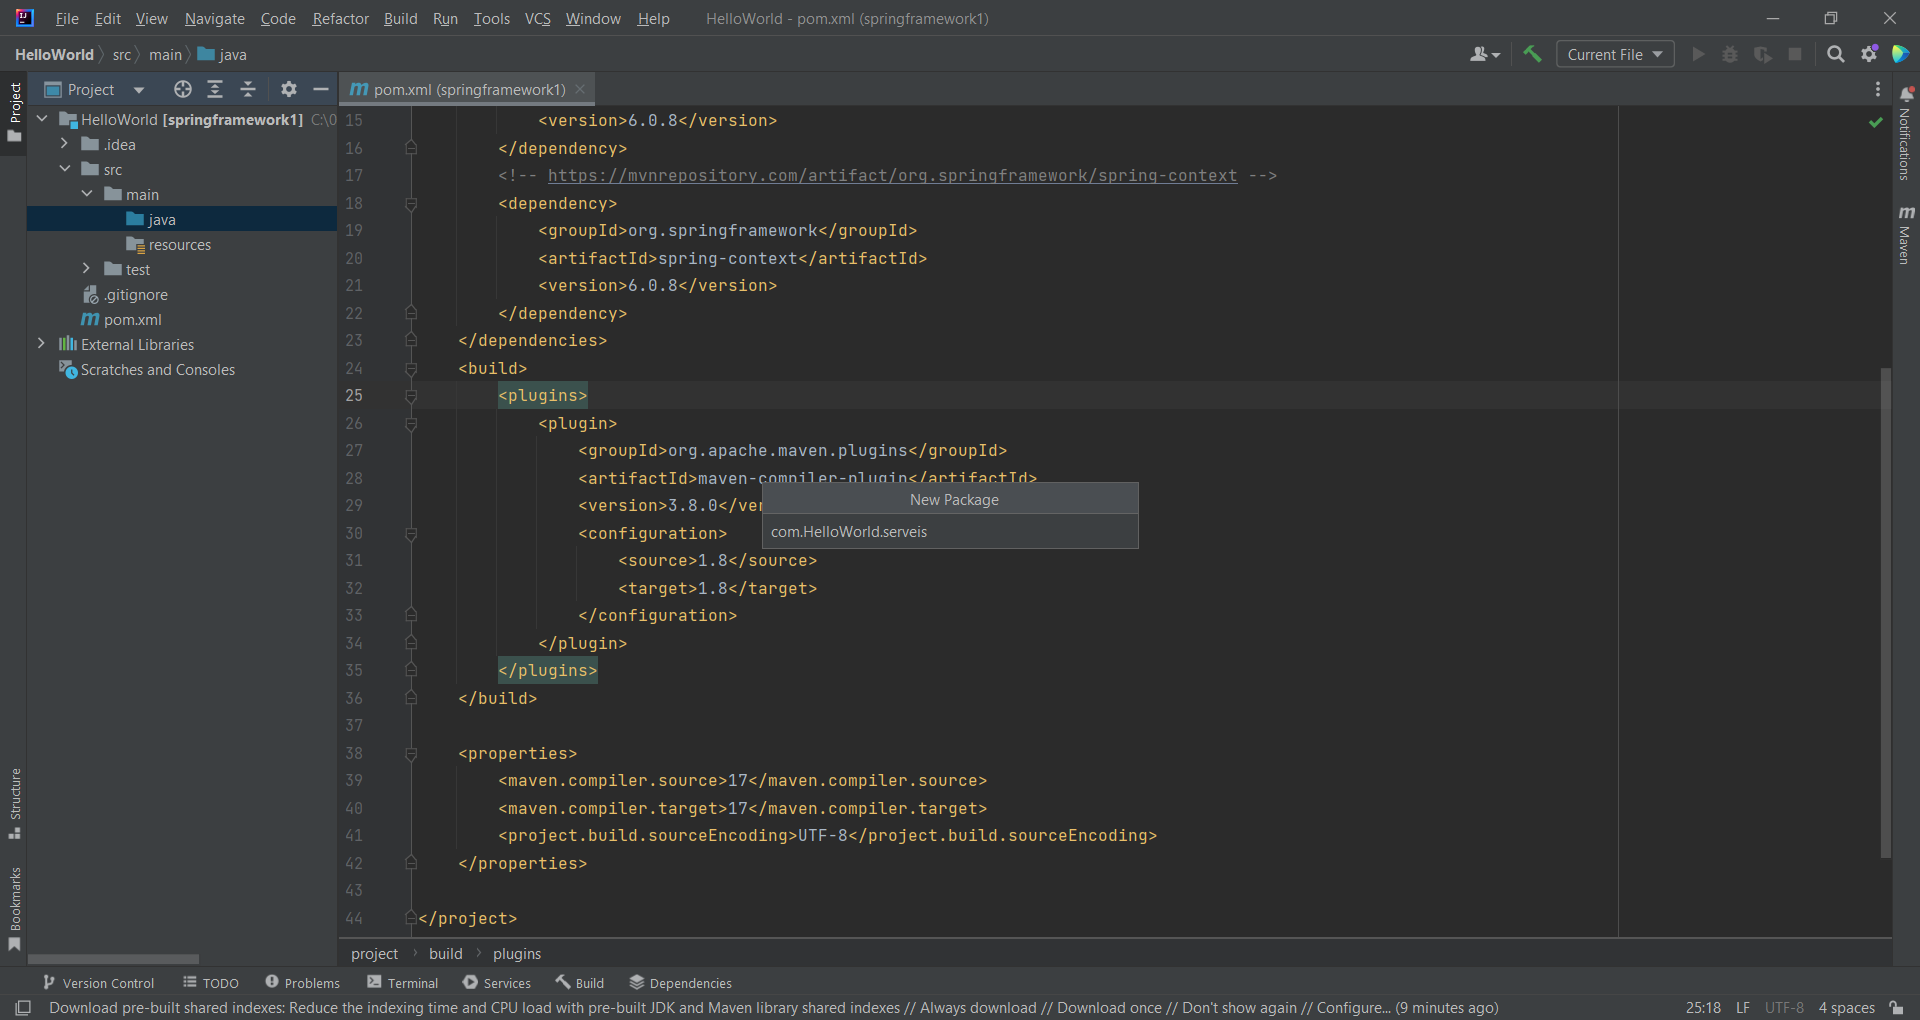 File Edit View Navigate Code Refactor Build Run Tools VCS Window Help HelloWorld - pom.xml (springframework1)
HelloWorld src main java Current File
Project
Project
pom.xml (springframework1)
HelloWorld [springframework1] C:\0
.idea
src
main
java
resources
test
.gitignore
pom.xml
External Libraries
Scratches and Consoles
15 <version>6.0.8</version>
16 </dependency>
17 <!-- https://mvnrepository.com/artifact/org.springframework/spring-context -->
18 <dependency>
19 <groupId>org.springframework</groupId>
20 <artifactId>spring-context</artifactId>
21 <version>6.0.8</version>
22 </dependency>
23 </dependencies>
24 <build>
25 <plugins>
26 <plugin>
27 <groupId>org.apache.maven.plugins</groupId>
28 <artifactId>maven-compiler-plugin</artifactId>
29 <version>3.8.0</ver
30 <configuration>
31 <source>1.8</source>
32 <target>1.8</target>
33 </configuration>
34 </plugin>
35 </plugins>
36 </build>
37
38 <properties>
39 <maven.compiler.source>17</maven.compiler.source>
40 <maven.compiler.target>17</maven.compiler.target>
41 <project.build.sourceEncoding>UTF-8</project.build.sourceEncoding>
42 </properties>
43
44 </project>
New Package
com.HelloWorld.serveis
Notifications
Maven
Structure
Bookmarks
project build plugins
Version Control TODO Problems Terminal Services Build Dependencies
Download pre-built shared indexes: Reduce the indexing time and CPU load with pre-built JDK and Maven library shared indexes // Always download // Download once // Don't show again // Configure... (9 minutes ago) 25:18 LF UTF-8 4 spaces